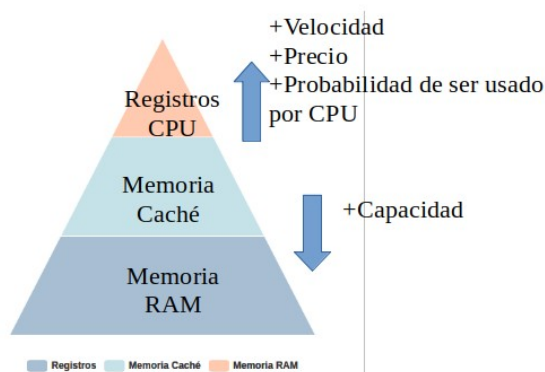 +Velocidad
+Precio
+Probabilidad de ser usado
por CPU
Registros
CPU
Memoria
Caché
+Capacidad
Memoria
RAM
Registros Memoria Caché Memoria RAM